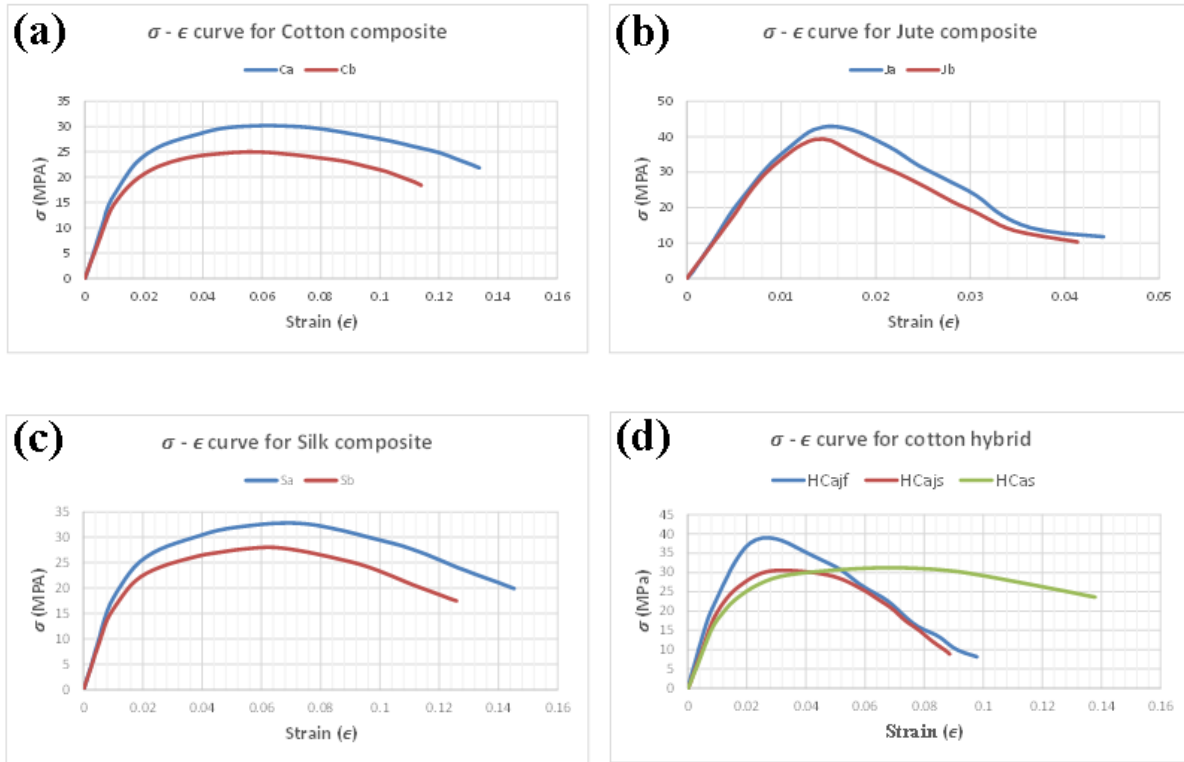 (a)
σ - ϵ curve for Cotton composite
Ca Cb
35
30
25
20
15
10
5
0
σ (MPA)
0 0.02 0.04 0.06 0.08 0.1 0.12 0.14 0.16
Strain (ϵ)
(b)
σ - ϵ curve for Jute composite
Ja Jb
50
40
30
20
10
0
σ (MPA)
0 0.01 0.02 0.03 0.04 0.05
Strain (ϵ)
(c)
σ - ϵ curve for Silk composite
Sa Sb
35
30
25
20
15
10
5
0
σ (MPA)
0 0.02 0.04 0.06 0.08 0.1 0.12 0.14 0.16
Strain (ϵ)
(d)
σ - ϵ curve for cotton hybrid
HCajf HCajs HCas
45
40
35
30
25
20
15
10
5
0
σ (MPa)
0 0.02 0.04 0.06 0.08 0.1 0.12 0.14 0.16
Strain (ϵ)